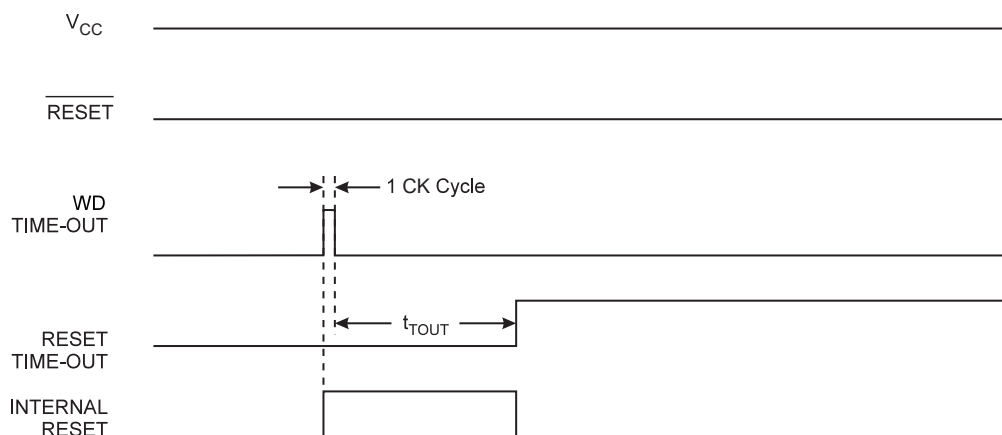 VCC
RESET
1 CK Cycle
WD
TIME-OUT
tTOUT
RESET
TIME-OUT
INTERNAL
RESET